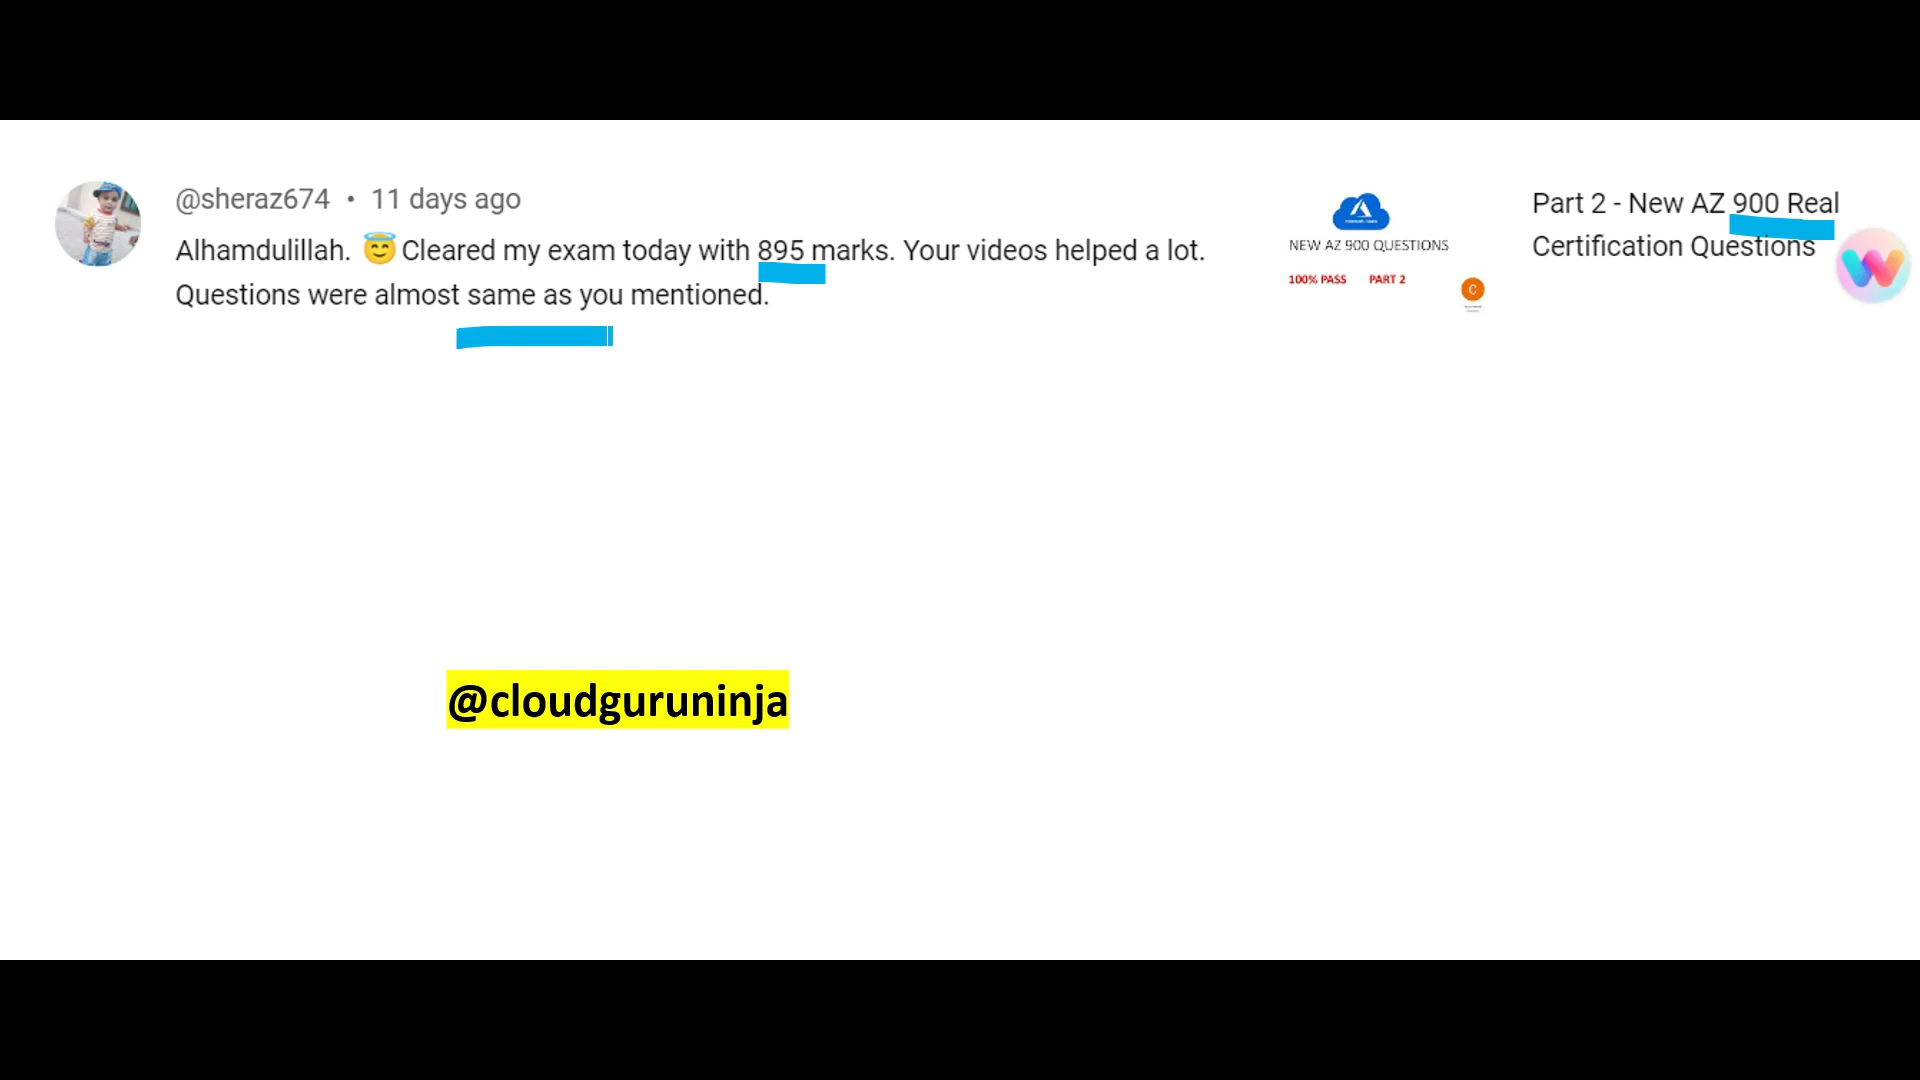 @sheraz674 • 11 days ago
Alhamdulillah. 😇 Cleared my exam today with 895 marks. Your videos helped a lot.
Questions were almost same as you mentioned.
NEW AZ 900 QUESTIONS
100% PASS PART 2
C
Part 2 - New AZ 900 Real
Certification Questions
@cloudguruninja